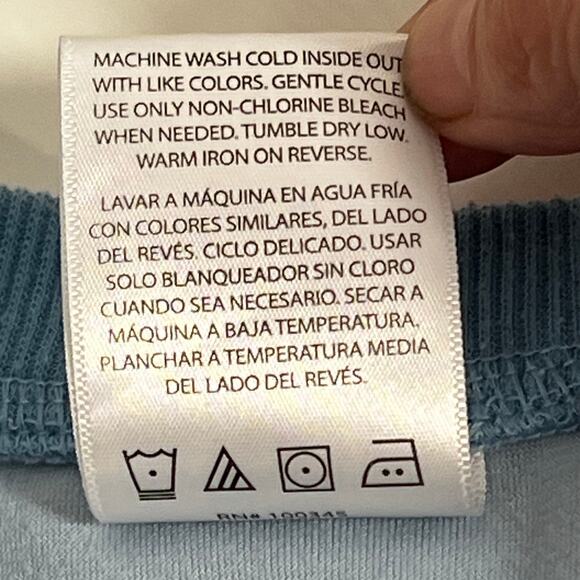 MACHINE WASH COLD INSIDE OUT
WITH LIKE COLORS. GENTLE CYCLE.
USE ONLY NON-CHLORINE BLEACH
WHEN NEEDED. TUMBLE DRY LOW.
WARM IRON ON REVERSE.
LAVAR A MÁQUINA EN AGUA FRÍA
CON COLORES SIMILARES, DEL LADO
DEL REVÉS. CICLO DELICADO. USAR
SOLO BLANQUEADOR SIN CLORO
CUANDO SEA NECESARIO. SECAR A
MÁQUINA A BAJA TEMPERATURA.
PLANCHAR A TEMPERATURA MEDIA
DEL LADO DEL REVÉS.
RN# 100345